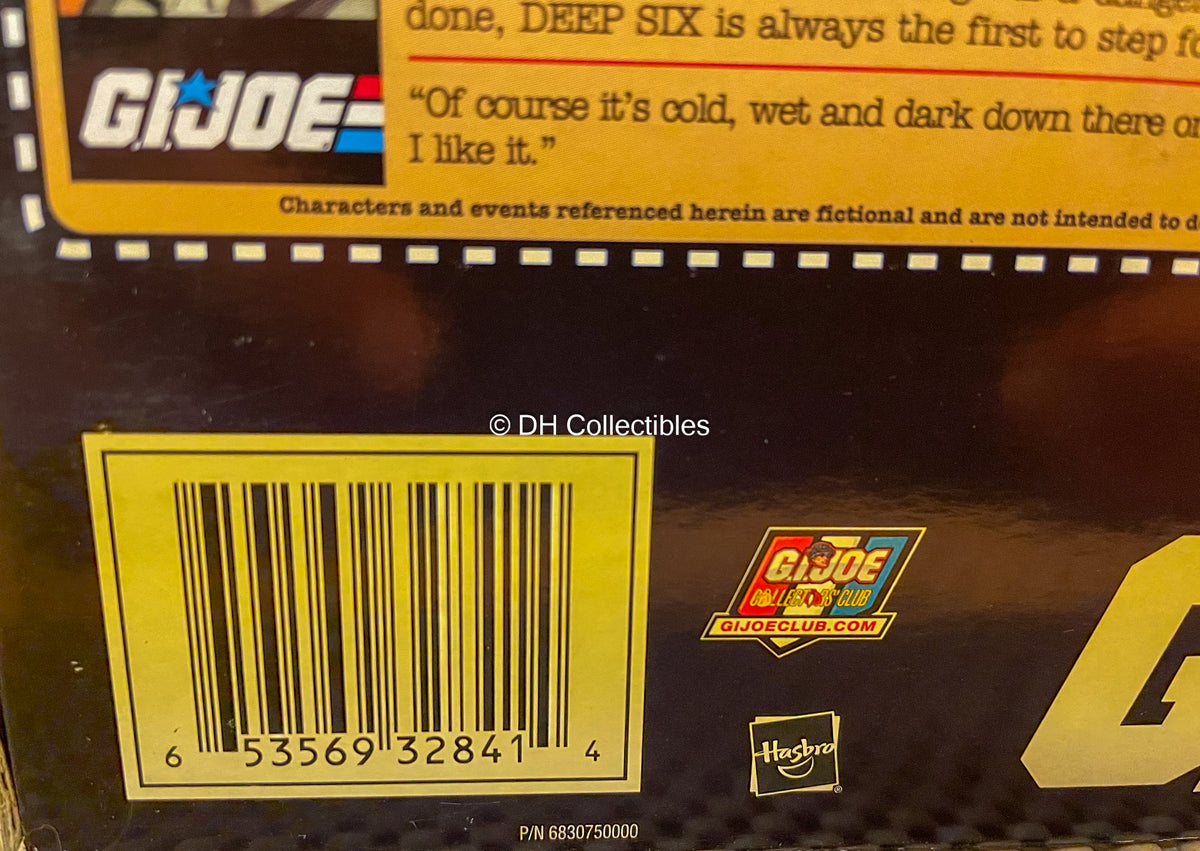 done, DEEP SIX is always the first to step
G.I.JOE
“Of course it’s cold, wet and dark down there
I like it.”
Characters and events referenced herein are fictional and are not intended to
© DH Collectibles
G.I.JOE
COLLECTORS' CLUB
GIJOECLUB.COM
6 53569 32841 4
Hasbro
®
P/N 6830750000
G